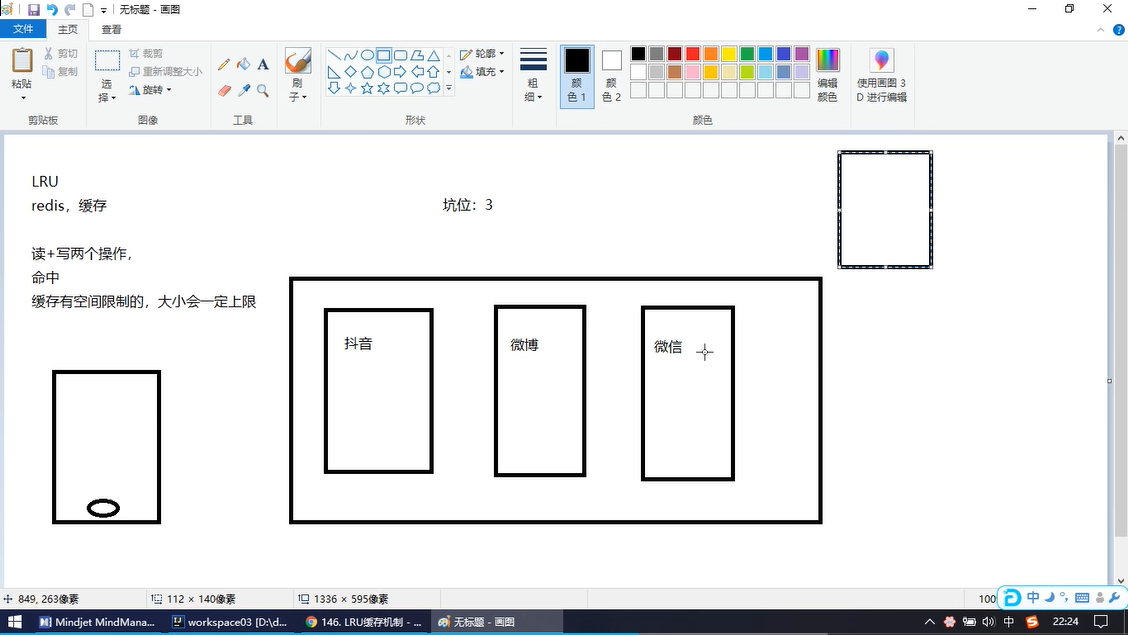 无标题 - 画图
文件
主页
查看
粘贴
剪切
复制
剪贴板
选择
裁剪
重新调整大小
旋转
图像
工具
刷子
轮廓
填充
形状
粗细
颜色 1
颜色 2
编辑颜色
颜色
使用画图 3D 进行编辑
LRU
redis，缓存
坑位：3
读+写两个操作，
命中
缓存有空间限制的，大小会一定上限
抖音
微博
微信
849, 263像素
112 × 140像素
1336 × 595像素
100
中
Mindjet MindMana...
workspace03 [D:\d...
146. LRU缓存机制 - ...
无标题 - 画图
中
22:24